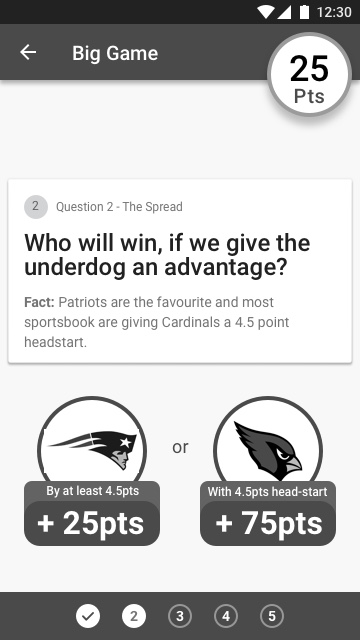 12:30
Big Game
25
Pts
2 Question 2 - The Spread
Who will win, if we give the
underdog an advantage?
Fact: Patriots are the favourite and most
sportsbook are giving Cardinals a 4.5 point
headstart.
or
By at least 4.5pts
+ 25pts
With 4.5pts head-start
+ 75pts
2 3 4 5